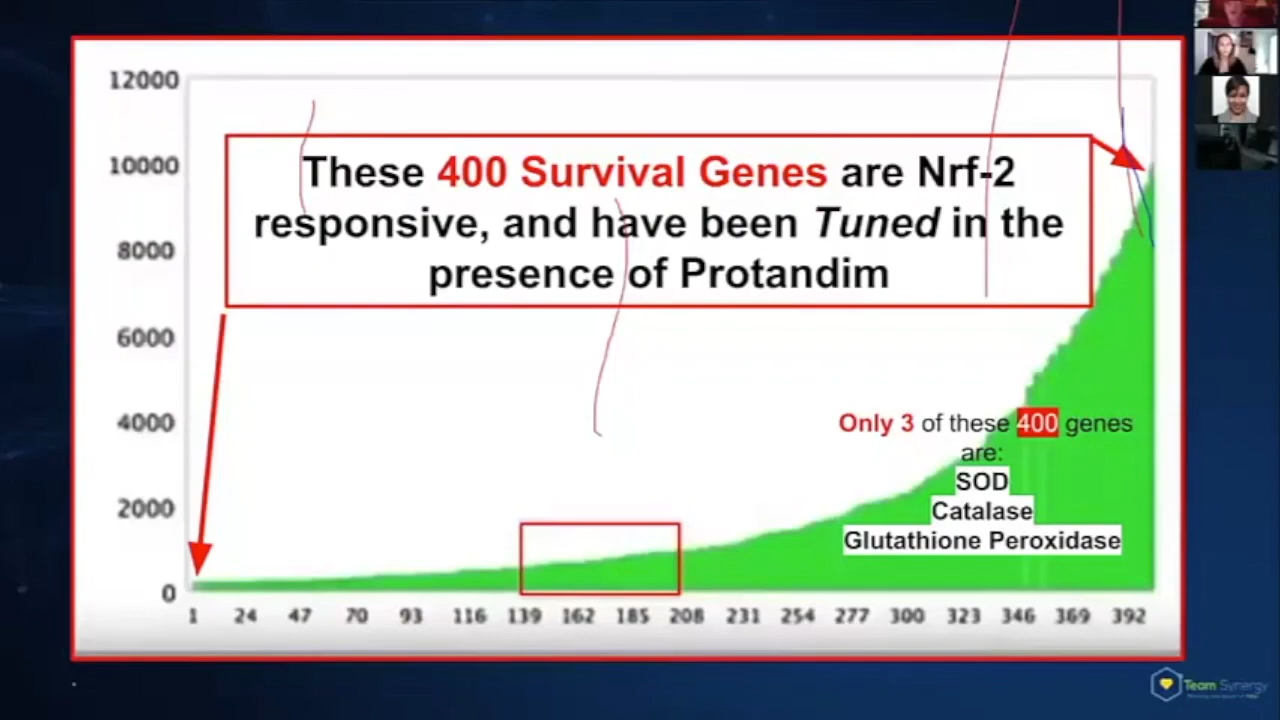 12000
10000
8000
6000
4000
2000
0
These 400 Survival Genes are Nrf-2
responsive, and have been Tuned in the
presence of Protandim
Only 3 of these 400 genes
are:
SOD
Catalase
Glutathione Peroxidase
1 24 47 70 93 116 139 162 185 208 231 254 277 300 323 346 369 392
Team Synergy